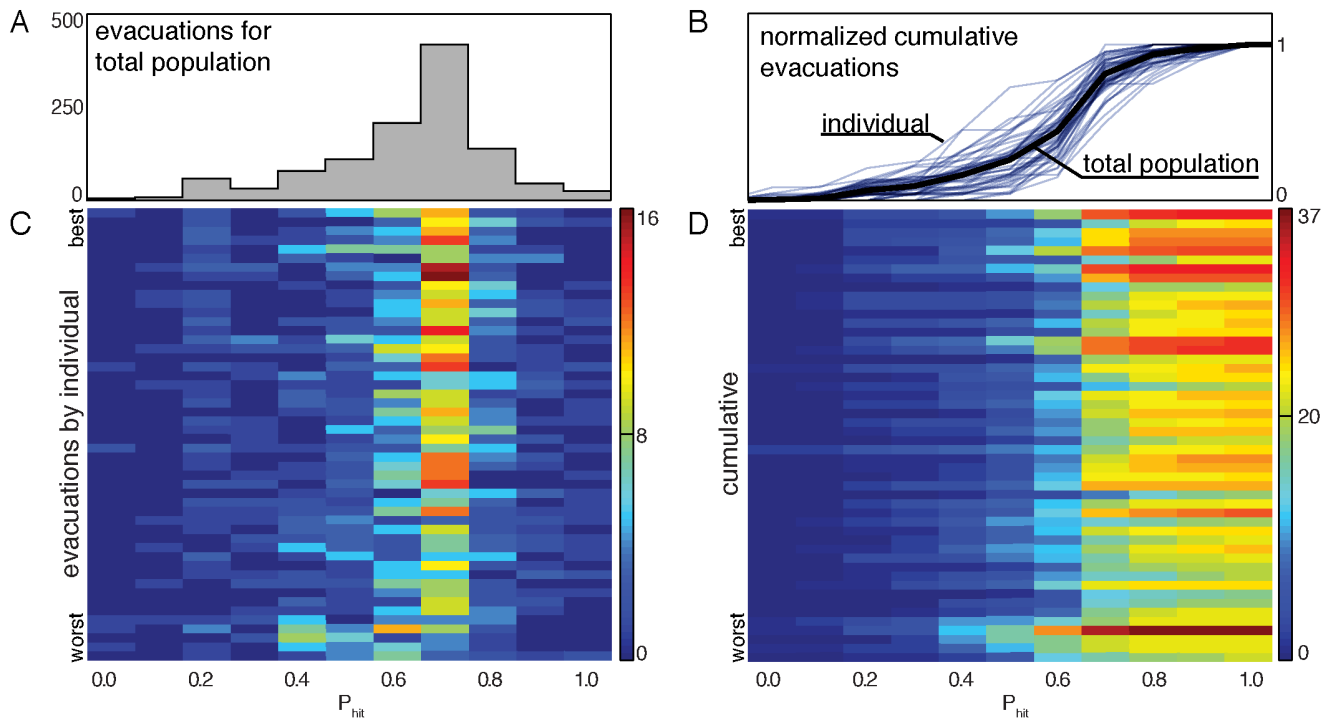 A
500
250
0
evacuations for
total population
B
normalized cumulative
evacuations
individual
total population
1
0
C
best
evacuations by individual
worst
16
8
0
0.0 0.2 0.4 0.6 0.8 1.0
P hit
D
best
cumulative
worst
37
20
0
0.0 0.2 0.4 0.6 0.8 1.0
P hit